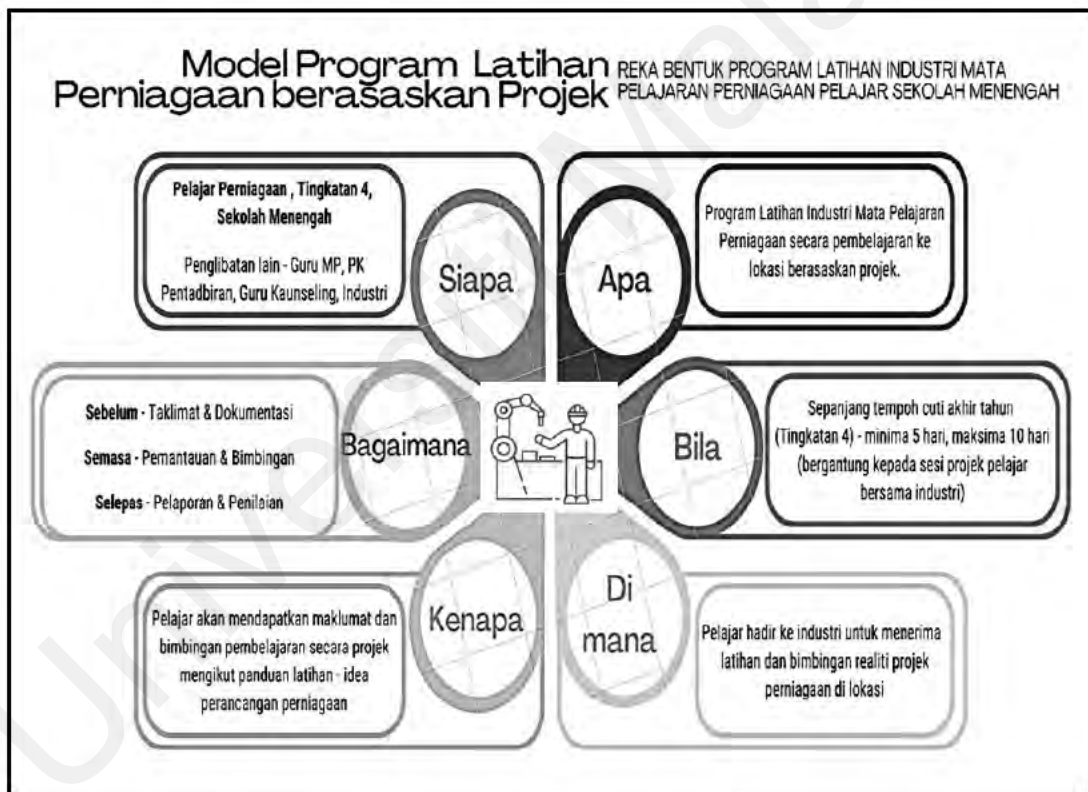 Model Program Latihan
Perniagaan berasaskan Projek
REKA BENTUK PROGRAM LATIHAN INDUSTRI MATA
PELAJARAN PERNIAGAAN PELAJAR SEKOLAH MENENGAH
Pelajar Perniagaan , Tingkatan 4,
Sekolah Menengah
Penglibatan lain - Guru MP, PK
Pentadbiran, Guru Kaunseling, Industri
Siapa
Apa
Program Latihan Industri Mata Pelajaran
Perniagaan secara pembelajaran ke
lokasi berasaskan projek.
Sebelum - Taklimat & Dokumentasi
Semasa - Pemantauan & Bimbingan
Selepas - Pelaporan & Penilaian
Bagaimana
Bila
Sepanjang tempoh cuti akhir tahun
(Tingkatan 4) - minima 5 hari, maksima 10 hari
(bergantung kepada sesi projek pelajar
bersama industri)
Pelajar akan mendapatkan maklumat dan
bimbingan pembelajaran secara projek
mengikut panduan latihan - idea
perancangan perniagaan
Kenapa
Di
mana
Pelajar hadir ke industri untuk menerima
latihan dan bimbingan realiti projek
perniagaan di lokasi
Universiti Mala